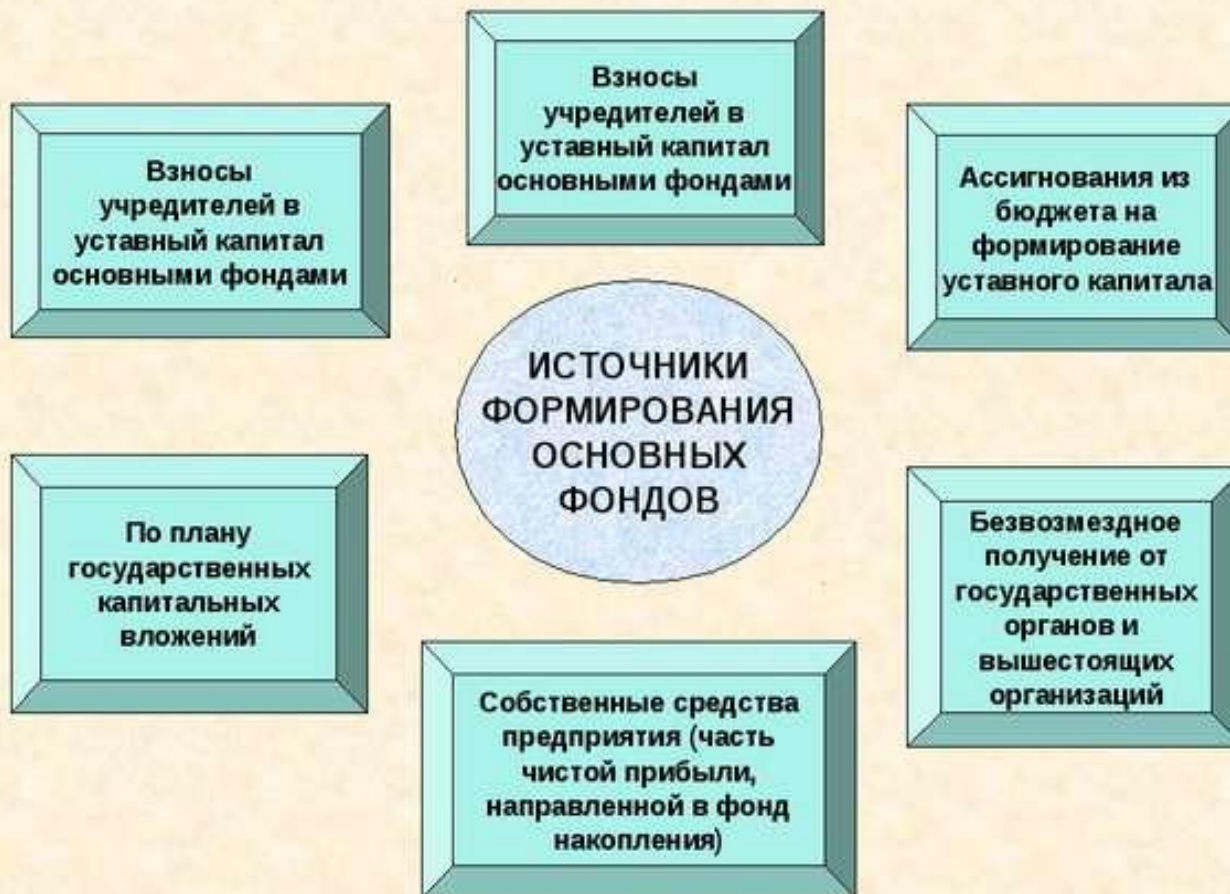 Взносы
учредителей в
уставный капитал
основными фондами
Взносы
учредителей в
уставный капитал
основными фондами
Ассигнования из
бюджета на
формирование
уставного капитала
ИСТОЧНИКИ
ФОРМИРОВАНИЯ
ОСНОВНЫХ
ФОНДОВ
По плану
государственных
капитальных
вложений
Безвозмездное
получение от
государственных
органов и
вышестоящих
организаций
Собственные средства
предприятия (часть
чистой прибыли,
направленной в фонд
накопления)